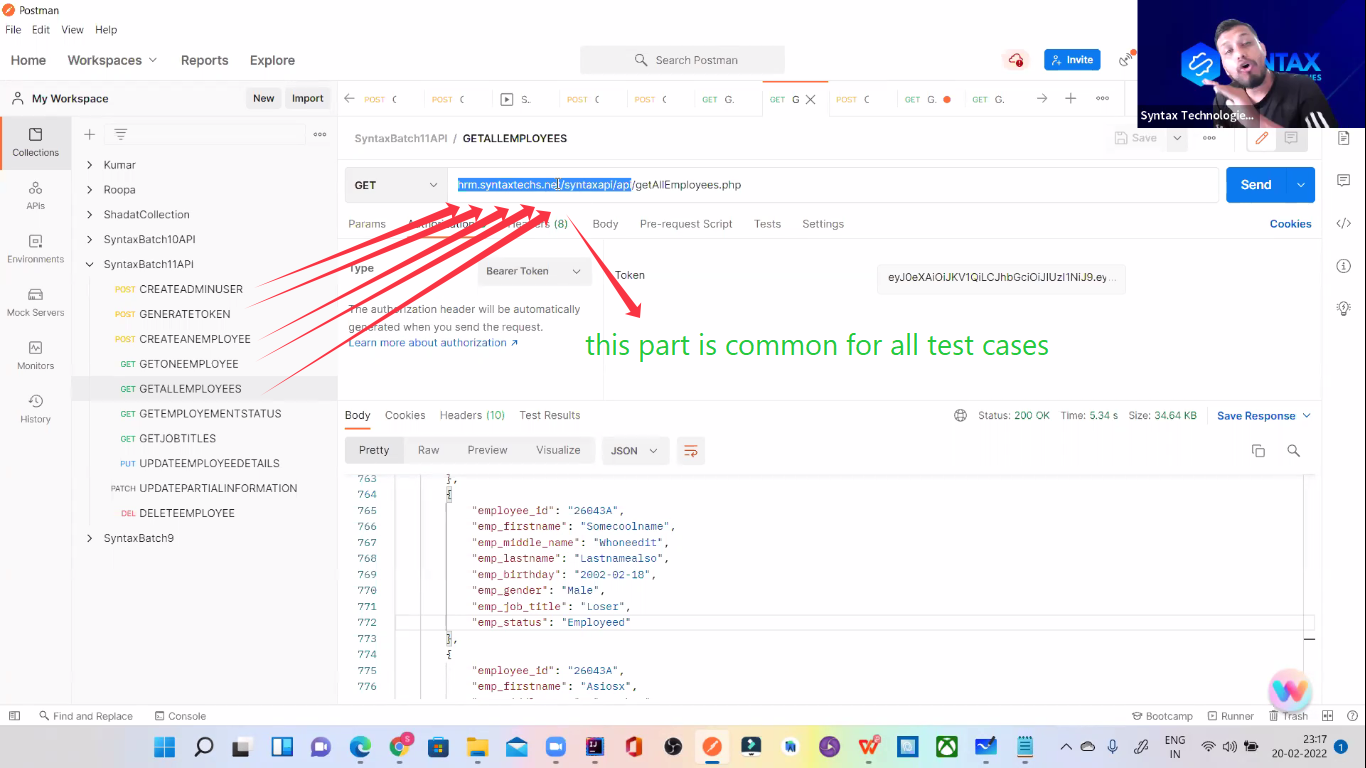 Postman
File Edit View Help
Home Workspaces Reports Explore Search Postman Invite
My Workspace New Import POST C POST C S. POST C POST C GET G. GET G POST C GET G. GET G.
Syntax Technologie...
SyntaxBatch11API / GETALLEMPLOYEES Save
GET hrm.syntaxtechs.net/syntaxapi/api/getAllEmployees.php Send
Params Authorization Headers (8) Body Pre-request Script Tests Settings Cookies
Collections
APIs
Environments
Mock Servers
Monitors
History
Kumar
Roopa
ShadatCollection
SyntaxBatch10API
SyntaxBatch11API
POST CREATEADMINUSER
POST GENERATETOKEN
POST CREATEANEMPLOYEE
GET GETONEEMPLOYEE
GET GETALLEMPLOYEES
GET GETEMPLOYEMENTSTATUS
GET GETJOBTITLES
PUT UPDATEEMPLOYEEDETAILS
PATCH UPDATEPARTIALINFORMATION
DEL DELETEEMPLOYEE
SyntaxBatch9
Type Bearer Token Token eyJ0eXAiOiJKV1QiLCJhbGciOiJIUzI1NiJ9.ey...
The authorization header will be automatically
generated when you send the request.
Learn more about authorization ↗
this part is common for all test cases
Body Cookies Headers (10) Test Results Status: 200 OK Time: 5.34 s Size: 34.64 KB Save Response
Pretty Raw Preview Visualize JSON
763 },
764 {
765 "employee_id": "26043A",
766 "emp_firstname": "Somecoolname",
767 "emp_middle_name": "Whoneedit",
768 "emp_lastname": "Lastnamealso",
769 "emp_birthday": "2002-02-18",
770 "emp_gender": "Male",
771 "emp_job_title": "Loser",
772 "emp_status": "Employeed"
773 },
774 {
775 "employee_id": "26043A",
776 "emp_firstname": "Asiosx",
Find and Replace Console Bootcamp Runner Trash
ENG
IN
23:17
20-02-2022
1